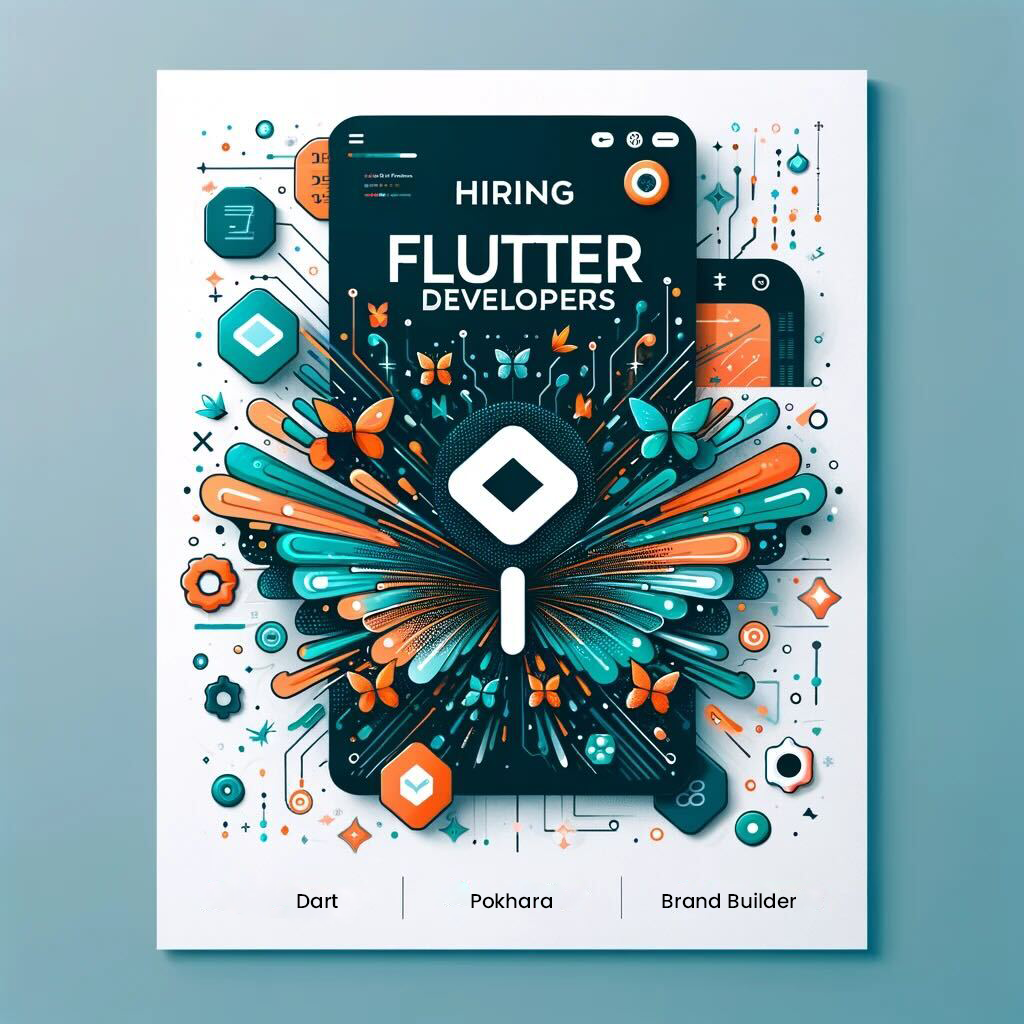 HIRING
FLUTTER
DEVELOPERS
Dart
Pokhara
Brand Builder